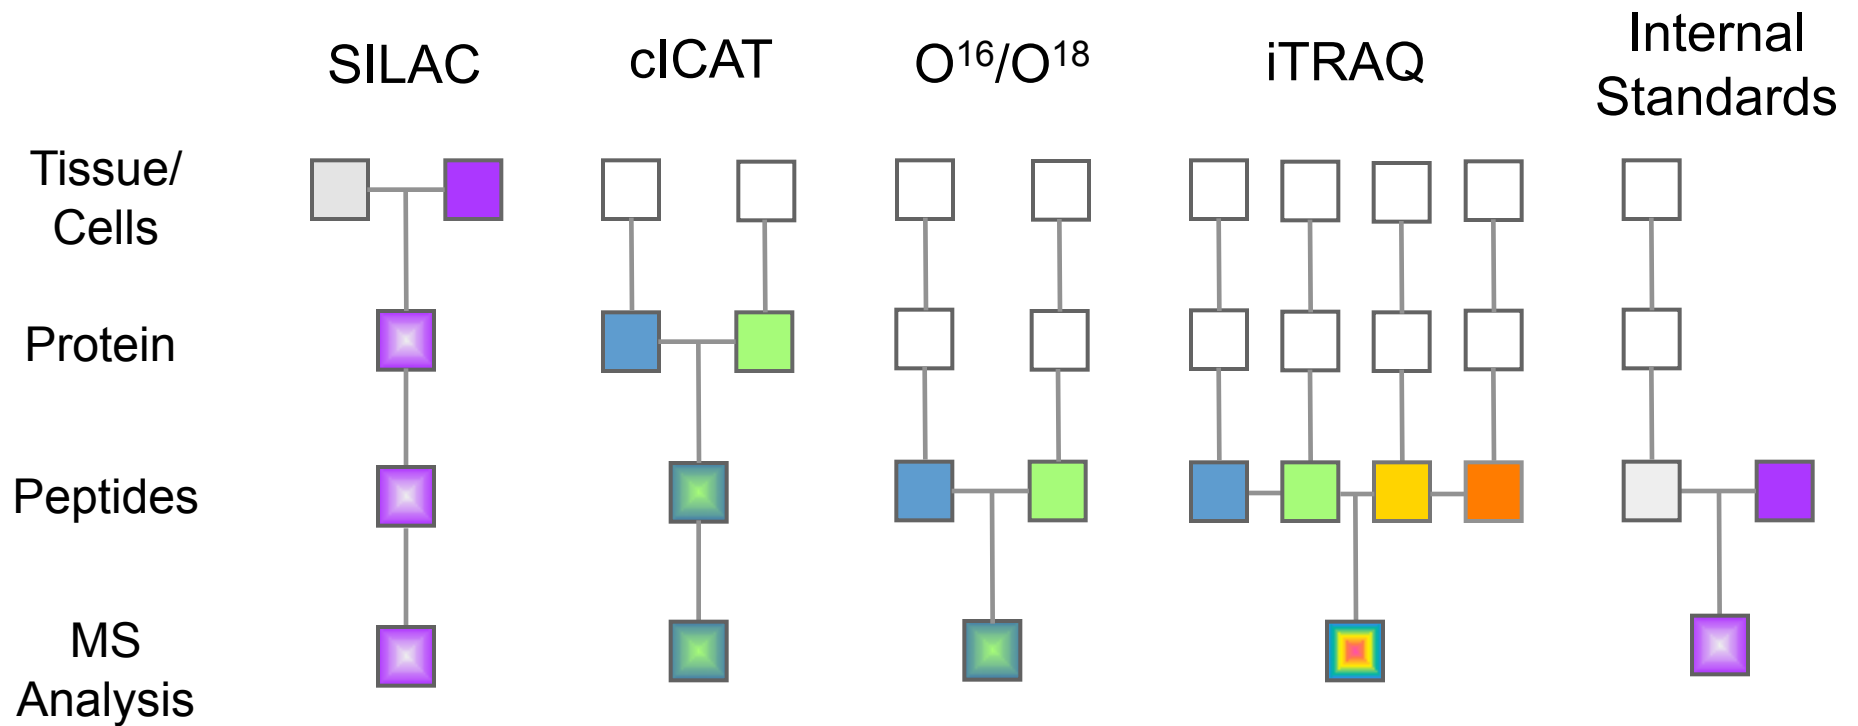 SILAC
cICAT
O¹⁶/O¹⁸
iTRAQ
Internal
Standards
Tissue/
Cells
Protein
Peptides
MS
Analysis